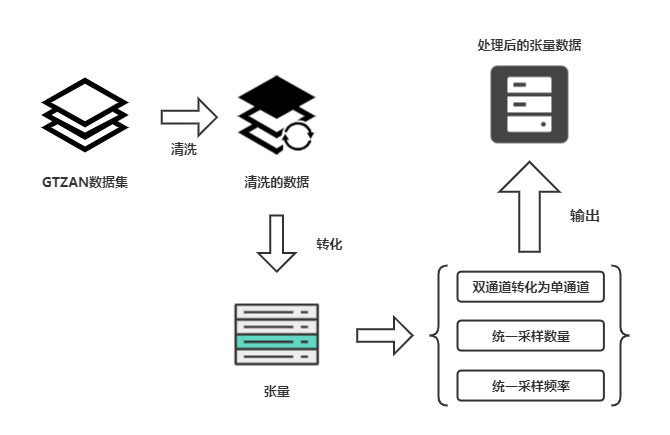 处理后的张量数据
清洗
GTZAN数据集
清洗的数据
输出
转化
双通道转化为单通道
统一采样数量
统一采样频率
张量